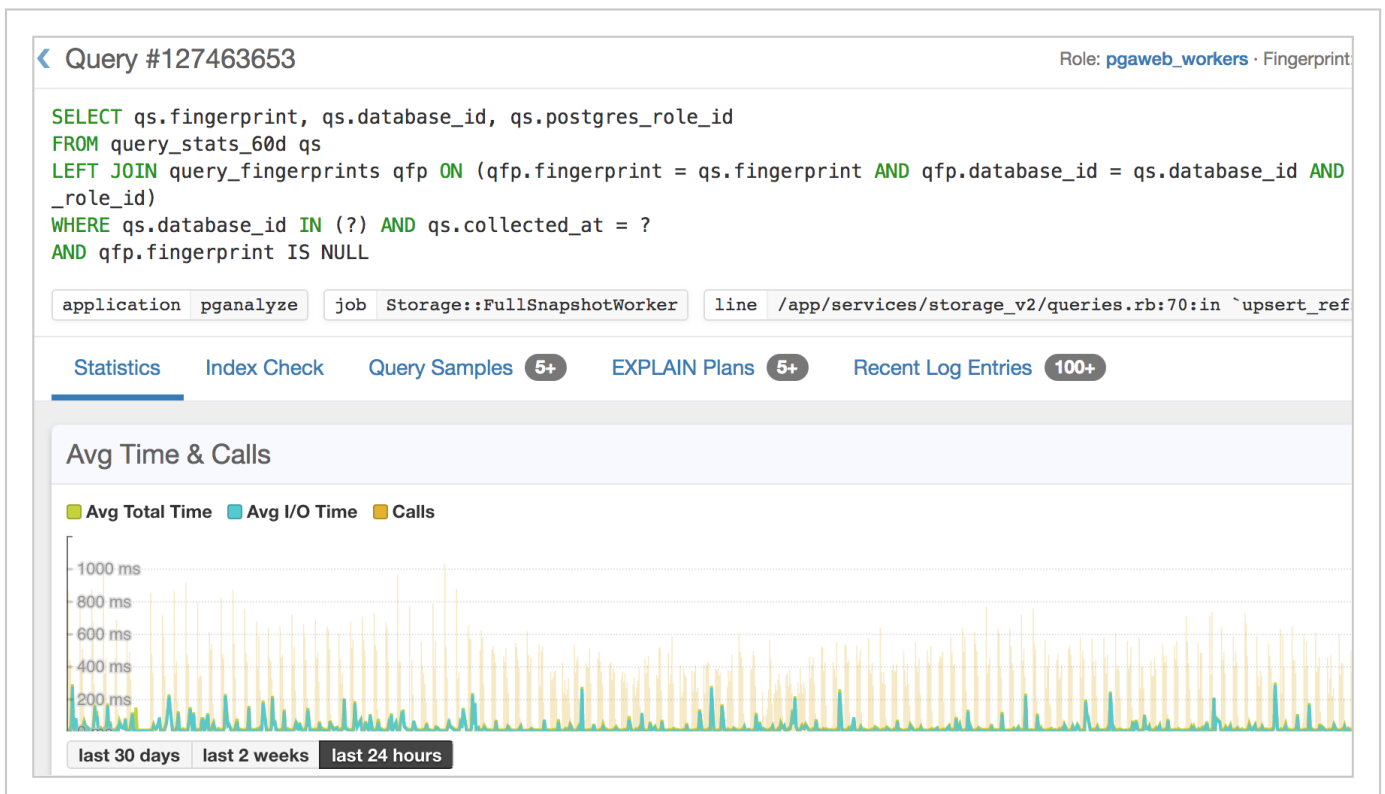 Query #127463653
Role: pgaweb_workers · Fingerprint:
SELECT qs.fingerprint, qs.database_id, qs.postgres_role_id
FROM query_stats_60d qs
LEFT JOIN query_fingerprints qfp ON (qfp.fingerprint = qs.fingerprint AND qfp.database_id = qs.database_id AND
_role_id)
WHERE qs.database_id IN (?) AND qs.collected_at = ?
AND qfp.fingerprint IS NULL
application pganalyze job Storage::FullSnapshotWorker line /app/services/storage_v2/queries.rb:70:in `upsert_ref
Statistics Index Check Query Samples 5+ EXPLAIN Plans 5+ Recent Log Entries 100+
Avg Time & Calls
Avg Total Time Avg I/O Time Calls
1000 ms
800 ms
600 ms
400 ms
200 ms
0 ms
last 30 days last 2 weeks last 24 hours